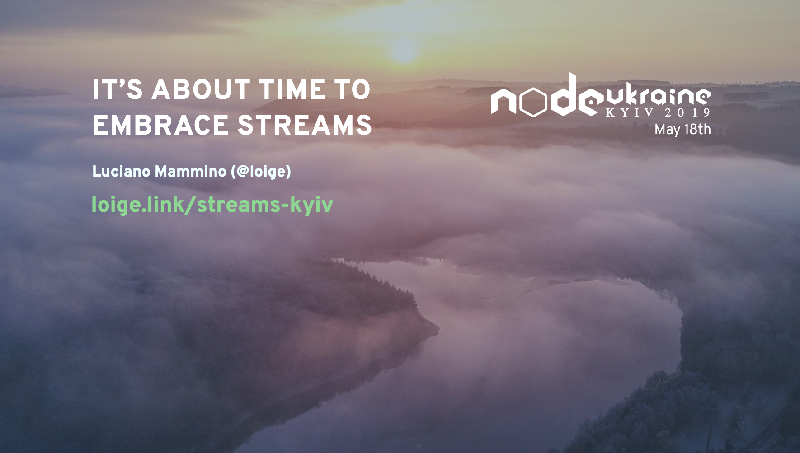 IT'S ABOUT TIME TO
EMBRACE STREAMS
Luciano Mammino (@loige)
loige.link/streams-kyiv
node ukraine
KYIV 2019
May 18th